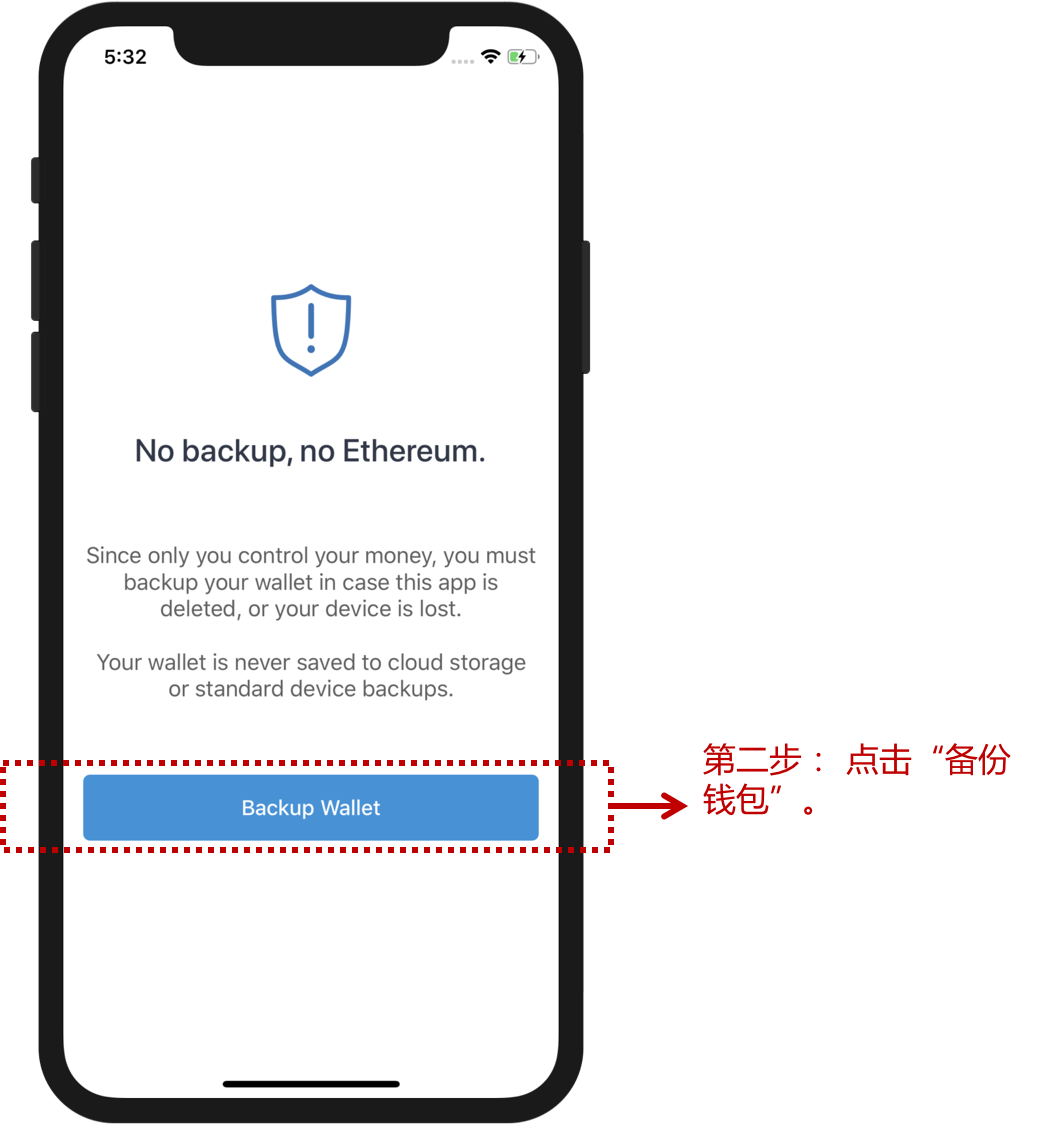 5:32
No backup, no Ethereum.
Since only you control your money, you must
backup your wallet in case this app is
deleted, or your device is lost.
Your wallet is never saved to cloud storage
or standard device backups.
Backup Wallet
第二步： 点击“备份
钱包”。